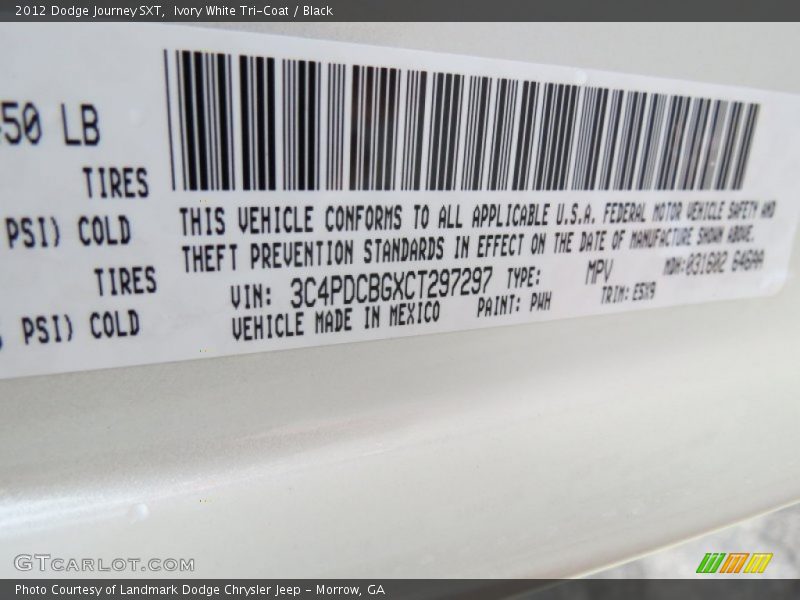 2012 Dodge Journey SXT, Ivory White Tri-Coat / Black
50 LB
TIRES
PSI) COLD
TIRES
PSI) COLD
THIS VEHICLE CONFORMS TO ALL APPLICABLE U.S.A. FEDERAL MOTOR VEHICLE SAFETY AND
THEFT PREVENTION STANDARDS IN EFFECT ON THE DATE OF MANUFACTURE SHOWN ABOVE.
VIN: 3C4PDCBGXCT297297 TYPE: MPV MDH:031602 646AA
VEHICLE MADE IN MEXICO PAINT: PWH TRIM: E5X9
GTCARLOT.COM
Photo Courtesy of Landmark Dodge Chrysler Jeep - Morrow, GA